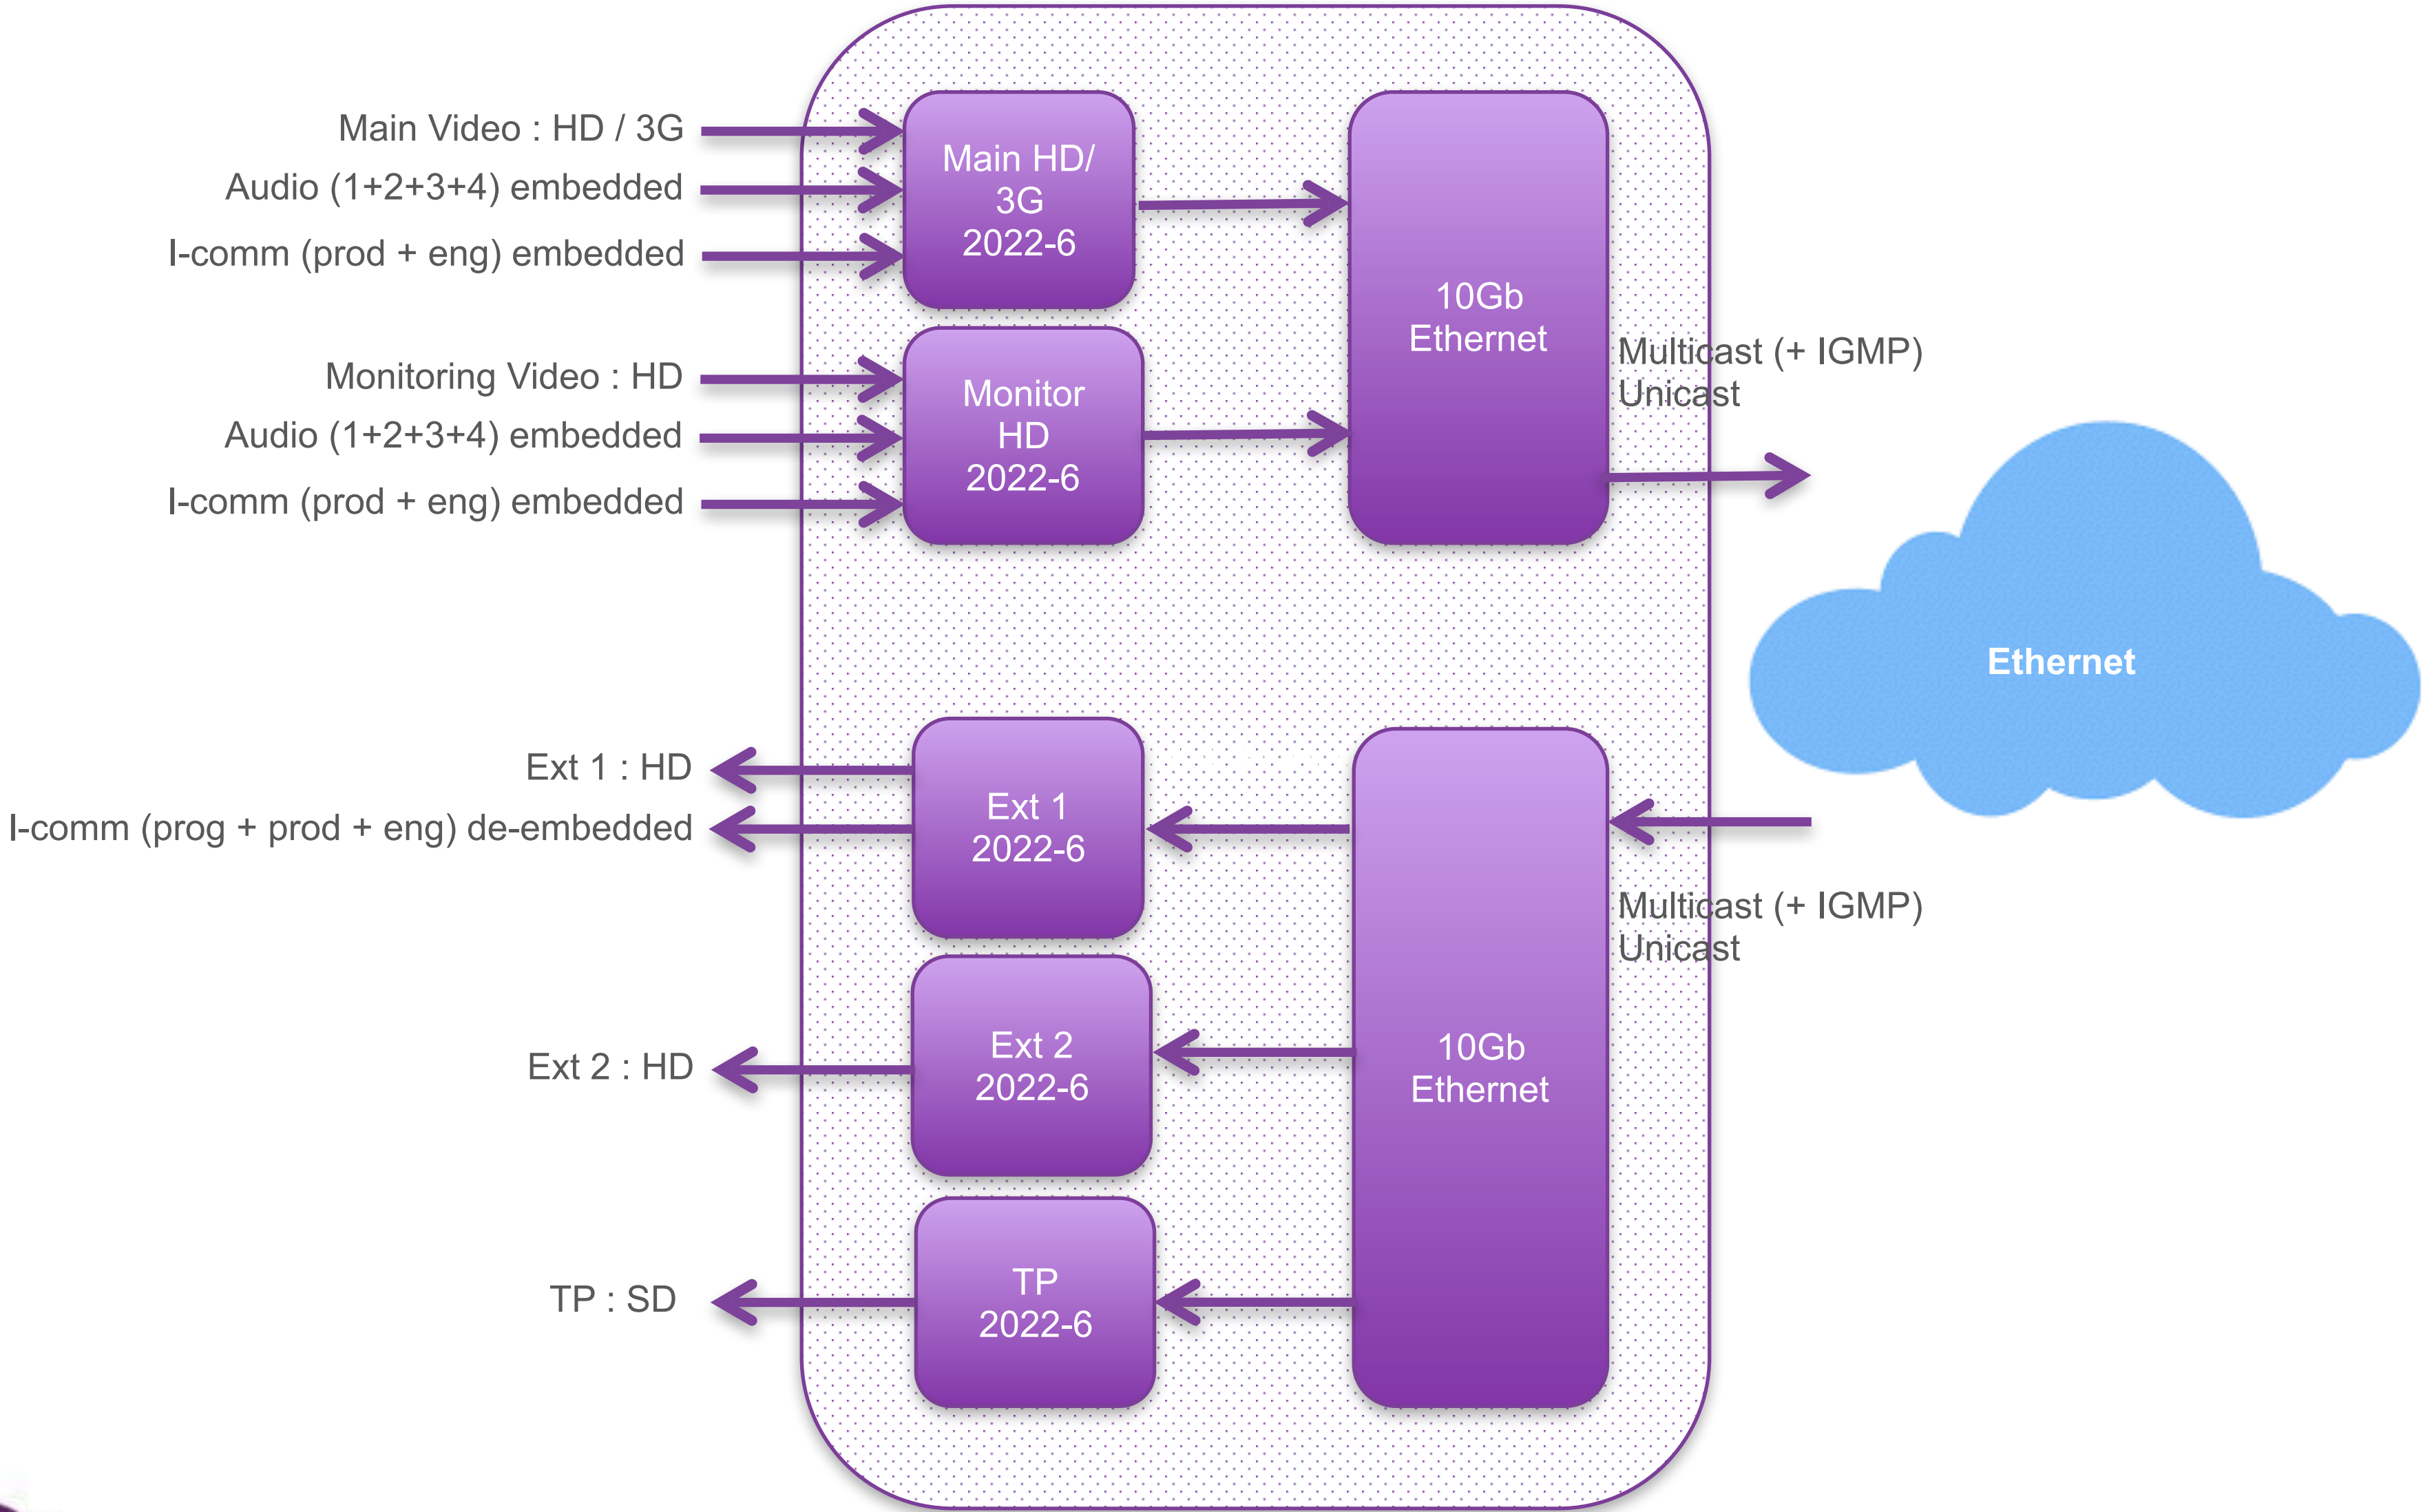 Main Video : HD / 3G
Audio (1+2+3+4) embedded
I-comm (prod + eng) embedded
Main HD/
3G
2022-6
Monitoring Video : HD
Audio (1+2+3+4) embedded
I-comm (prod + eng) embedded
Monitor
HD
2022-6
10Gb
Ethernet
Multicast (+ IGMP)
Unicast
Ethernet
Ext 1 : HD
I-comm (prog + prod + eng) de-embedded
Ext 1
2022-6
Ext 2 : HD
Ext 2
2022-6
TP : SD
TP
2022-6
10Gb
Ethernet
Multicast (+ IGMP)
Unicast